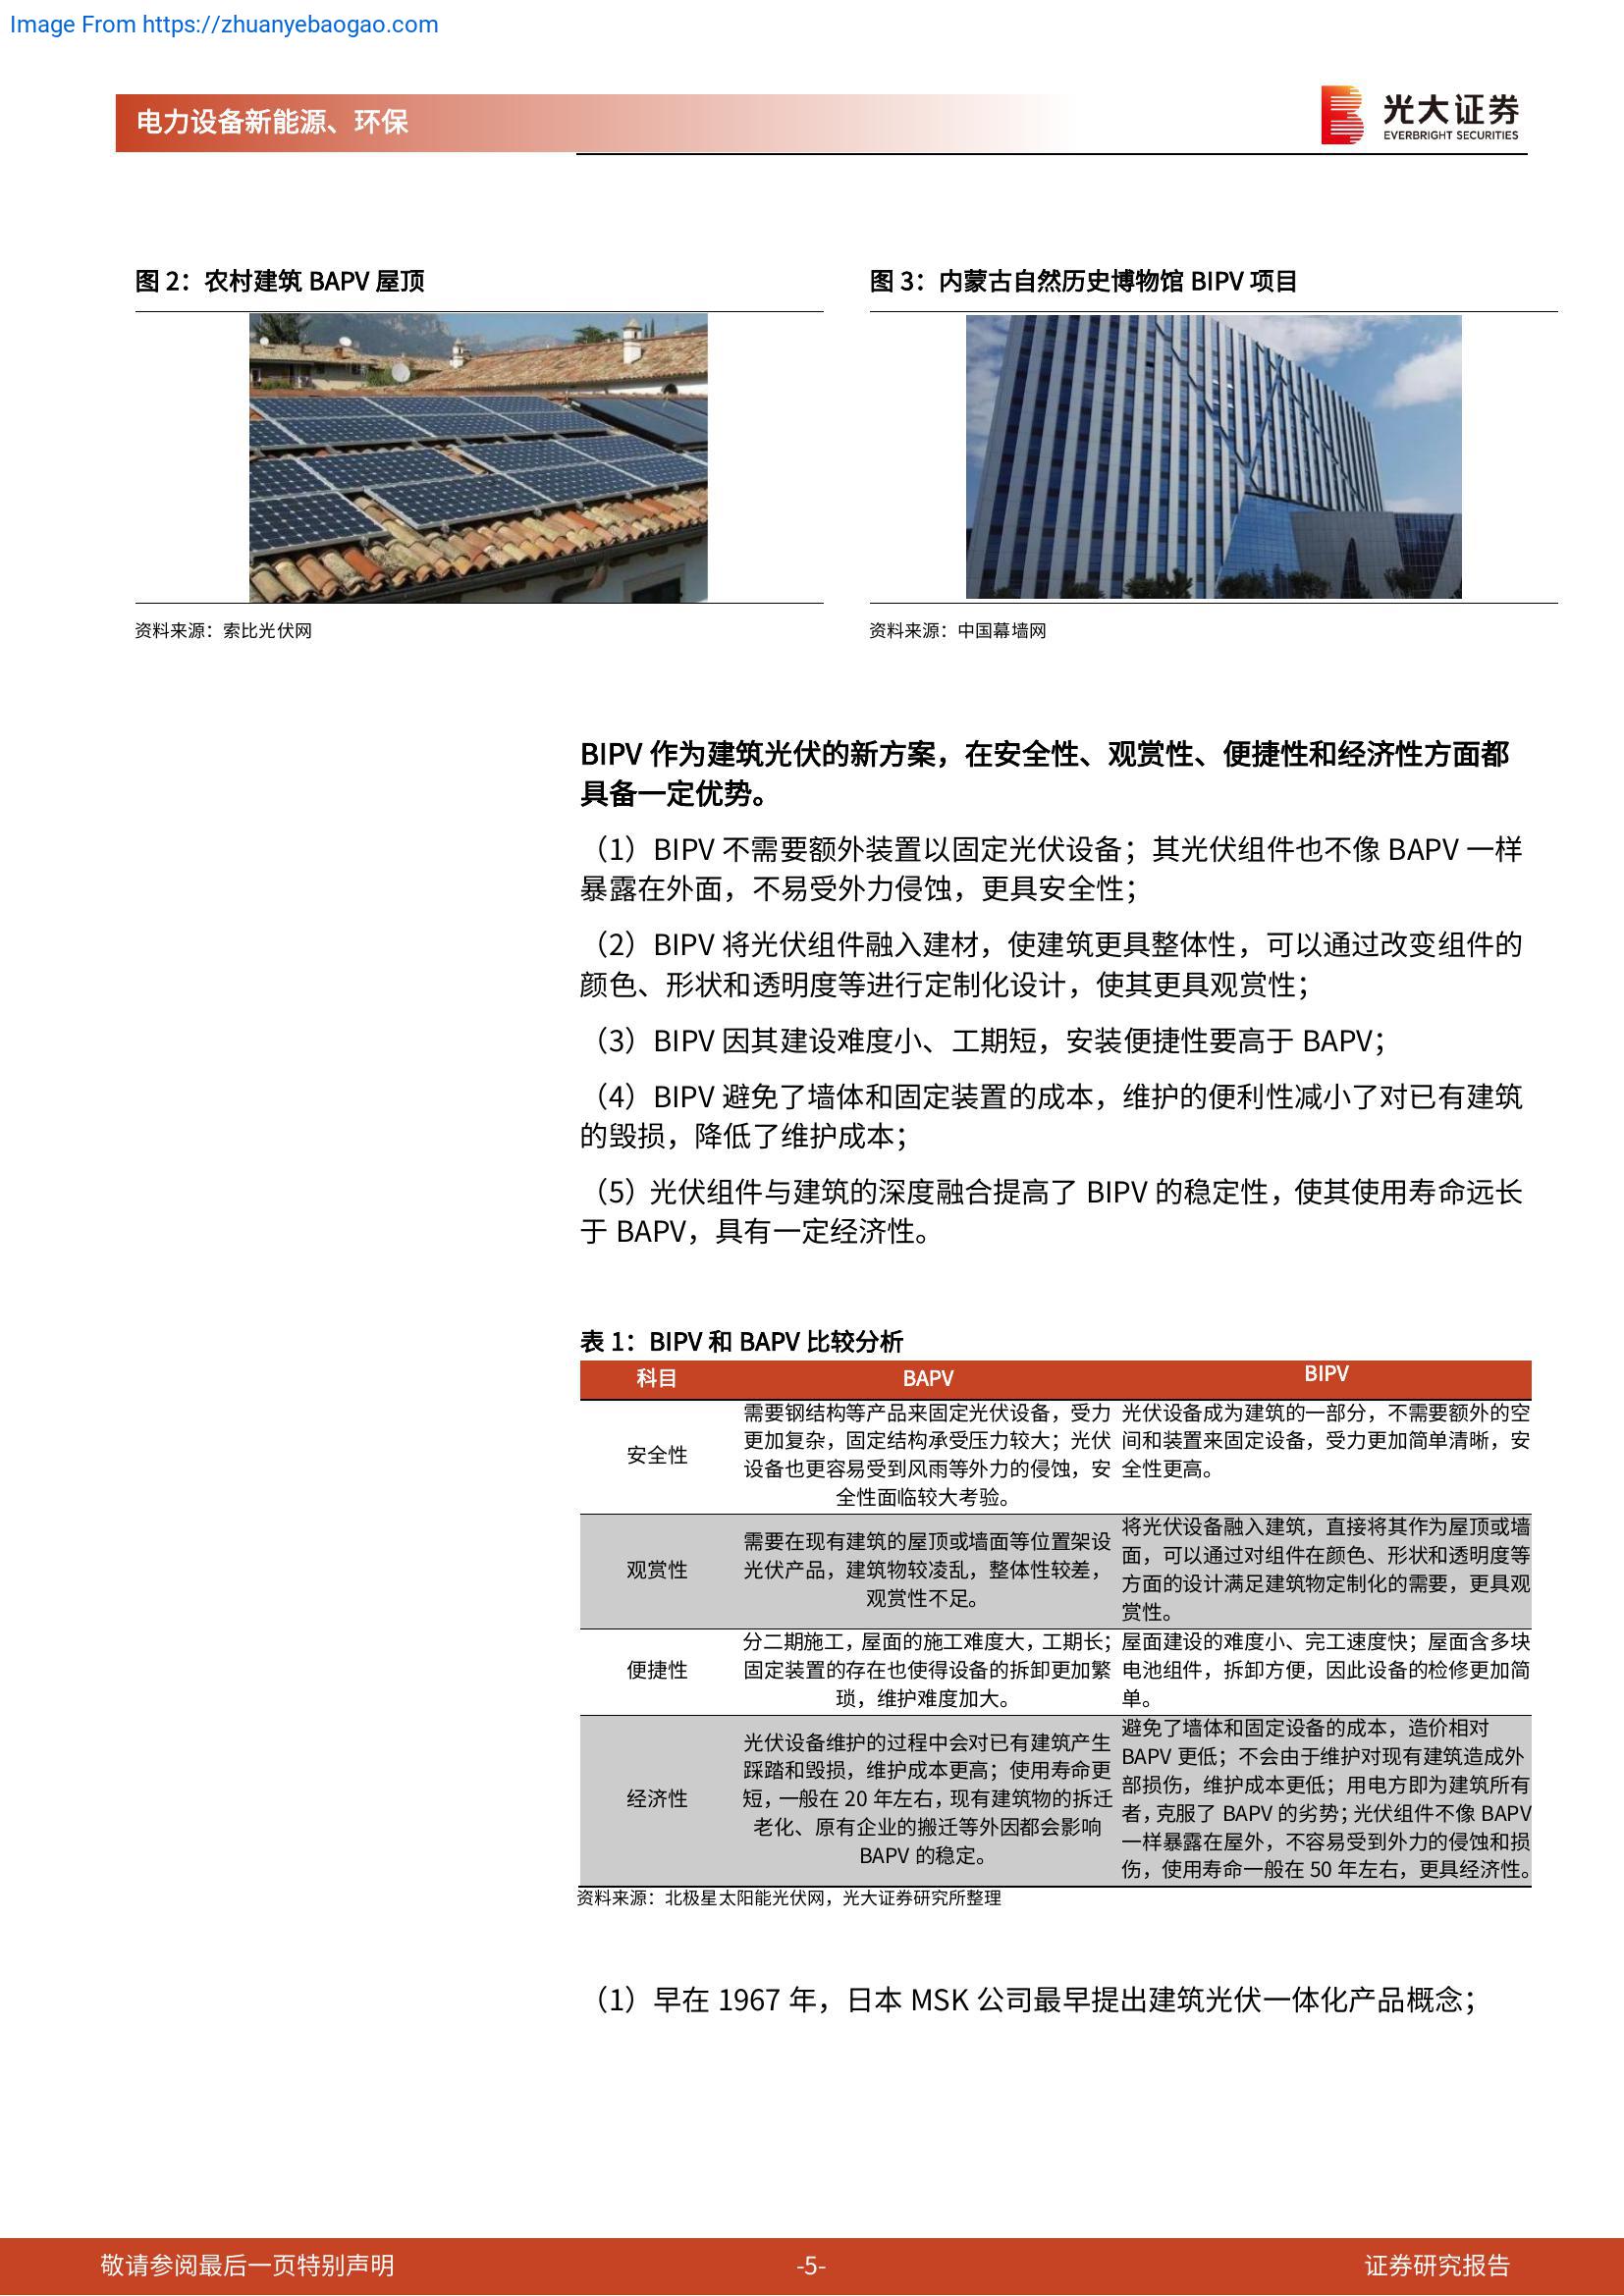 Image From https://zhuanyebaogao.com
电力设备新能源、环保
光大证券
EVERBRIGHT SECURITIES
图 2：农村建筑 BAPV 屋顶
资料来源：索比光伏网
图 3：内蒙古自然历史博物馆 BIPV 项目
资料来源：中国幕墙网
BIPV 作为建筑光伏的新方案，在安全性、观赏性、便捷性和经济性方面都
具备一定优势。
（1）BIPV 不需要额外装置以固定光伏设备；其光伏组件也不像 BAPV 一样
暴露在外面，不易受外力侵蚀，更具安全性；
（2）BIPV 将光伏组件融入建材，使建筑更具整体性，可以通过改变组件的
颜色、形状和透明度等进行定制化设计，使其更具观赏性；
（3）BIPV 因其建设难度小、工期短，安装便捷性要高于 BAPV；
（4）BIPV 避免了墙体和固定装置的成本，维护的便利性减小了对已有建筑
的毁损，降低了维护成本；
（5）光伏组件与建筑的深度融合提高了 BIPV 的稳定性，使其使用寿命远长
于 BAPV，具有一定经济性。
表 1：BIPV 和 BAPV 比较分析
科目
BAPV
BIPV
安全性
需要钢结构等产品来固定光伏设备，受力
更加复杂，固定结构承受压力较大；光伏
设备也更容易受到风雨等外力的侵蚀，安
全性面临较大考验。
光伏设备成为建筑的一部分，不需要额外的空
间和装置来固定设备，受力更加简单清晰，安
全性更高。
观赏性
需要在现有建筑的屋顶或墙面等位置架设
光伏产品，建筑物较凌乱，整体性较差，
观赏性不足。
将光伏设备融入建筑，直接将其作为屋顶或墙
面，可以通过对组件在颜色、形状和透明度等
方面的设计满足建筑物定制化的需要，更具观
赏性。
便捷性
分二期施工，屋面的施工难度大，工期长；
固定装置的存在也使得设备的拆卸更加繁
琐，维护难度加大。
屋面建设的难度小、完工速度快；屋面含多块
电池组件，拆卸方便，因此设备的检修更加简
单。
经济性
光伏设备维护的过程中会对已有建筑产生
踩踏和毁损，维护成本更高；使用寿命更
短，一般在 20 年左右，现有建筑物的拆迁
老化、原有企业的搬迁等外因都会影响
BAPV 的稳定。
避免了墙体和固定设备的成本，造价相对
BAPV 更低；不会由于维护对现有建筑造成外
部损伤，维护成本更低；用电方即为建筑所有
者，克服了 BAPV 的劣势；光伏组件不像 BAPV
一样暴露在屋外，不容易受到外力的侵蚀和损
伤，使用寿命一般在 50 年左右，更具经济性。
资料来源：北极星太阳能光伏网，光大证券研究所整理
（1）早在 1967 年，日本 MSK 公司最早提出建筑光伏一体化产品概念；
敬请参阅最后一页特别声明
-5-
证券研究报告